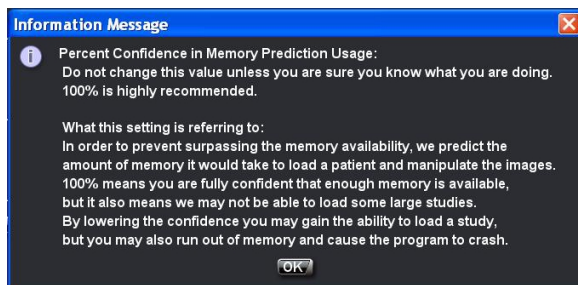 Information Message
Percent Confidence in Memory Prediction Usage:
Do not change this value unless you are sure you know what you are doing.
100% is highly recommended.
What this setting is referring to:
In order to prevent surpassing the memory availability, we predict the
amount of memory it would take to load a patient and manipulate the images.
100% means you are fully confident that enough memory is available,
but it also means we may not be able to load some large studies.
By lowering the confidence you may gain the ability to load a study,
but you may also run out of memory and cause the program to crash.
OK